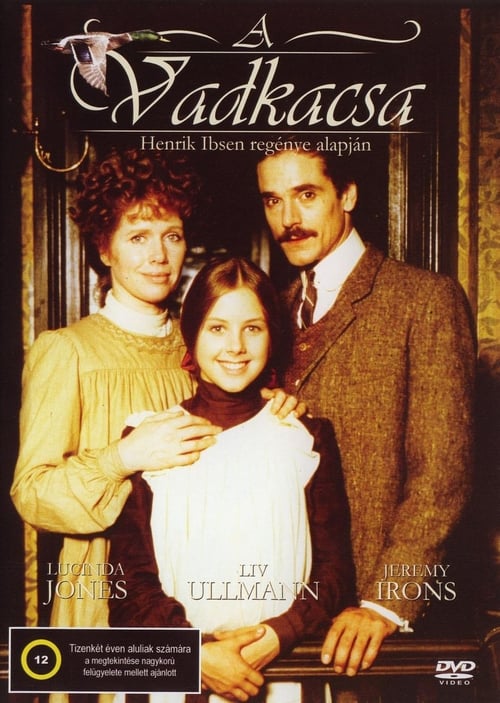 A
Vadkacsa
Henrik Ibsen regénye alapján
LUCINDA JONES
LIV ULLMANN
JEREMY IRONS
12
Tizenkét éven aluliak számára
a megtekintése nagykorú
felügyelete mellett ajánlott
DVD
VIDEO